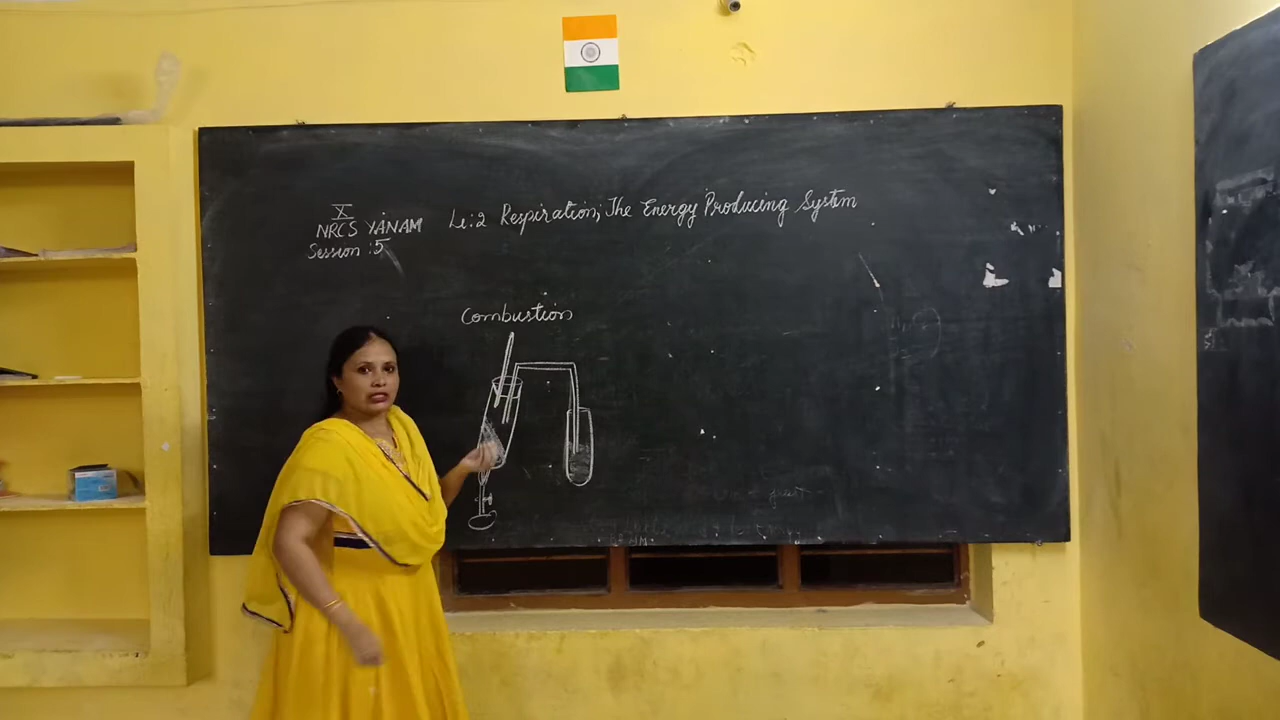 X
NRCS YANAM Le:2 Respiration; The Energy Producing System
Session :5
Combustion